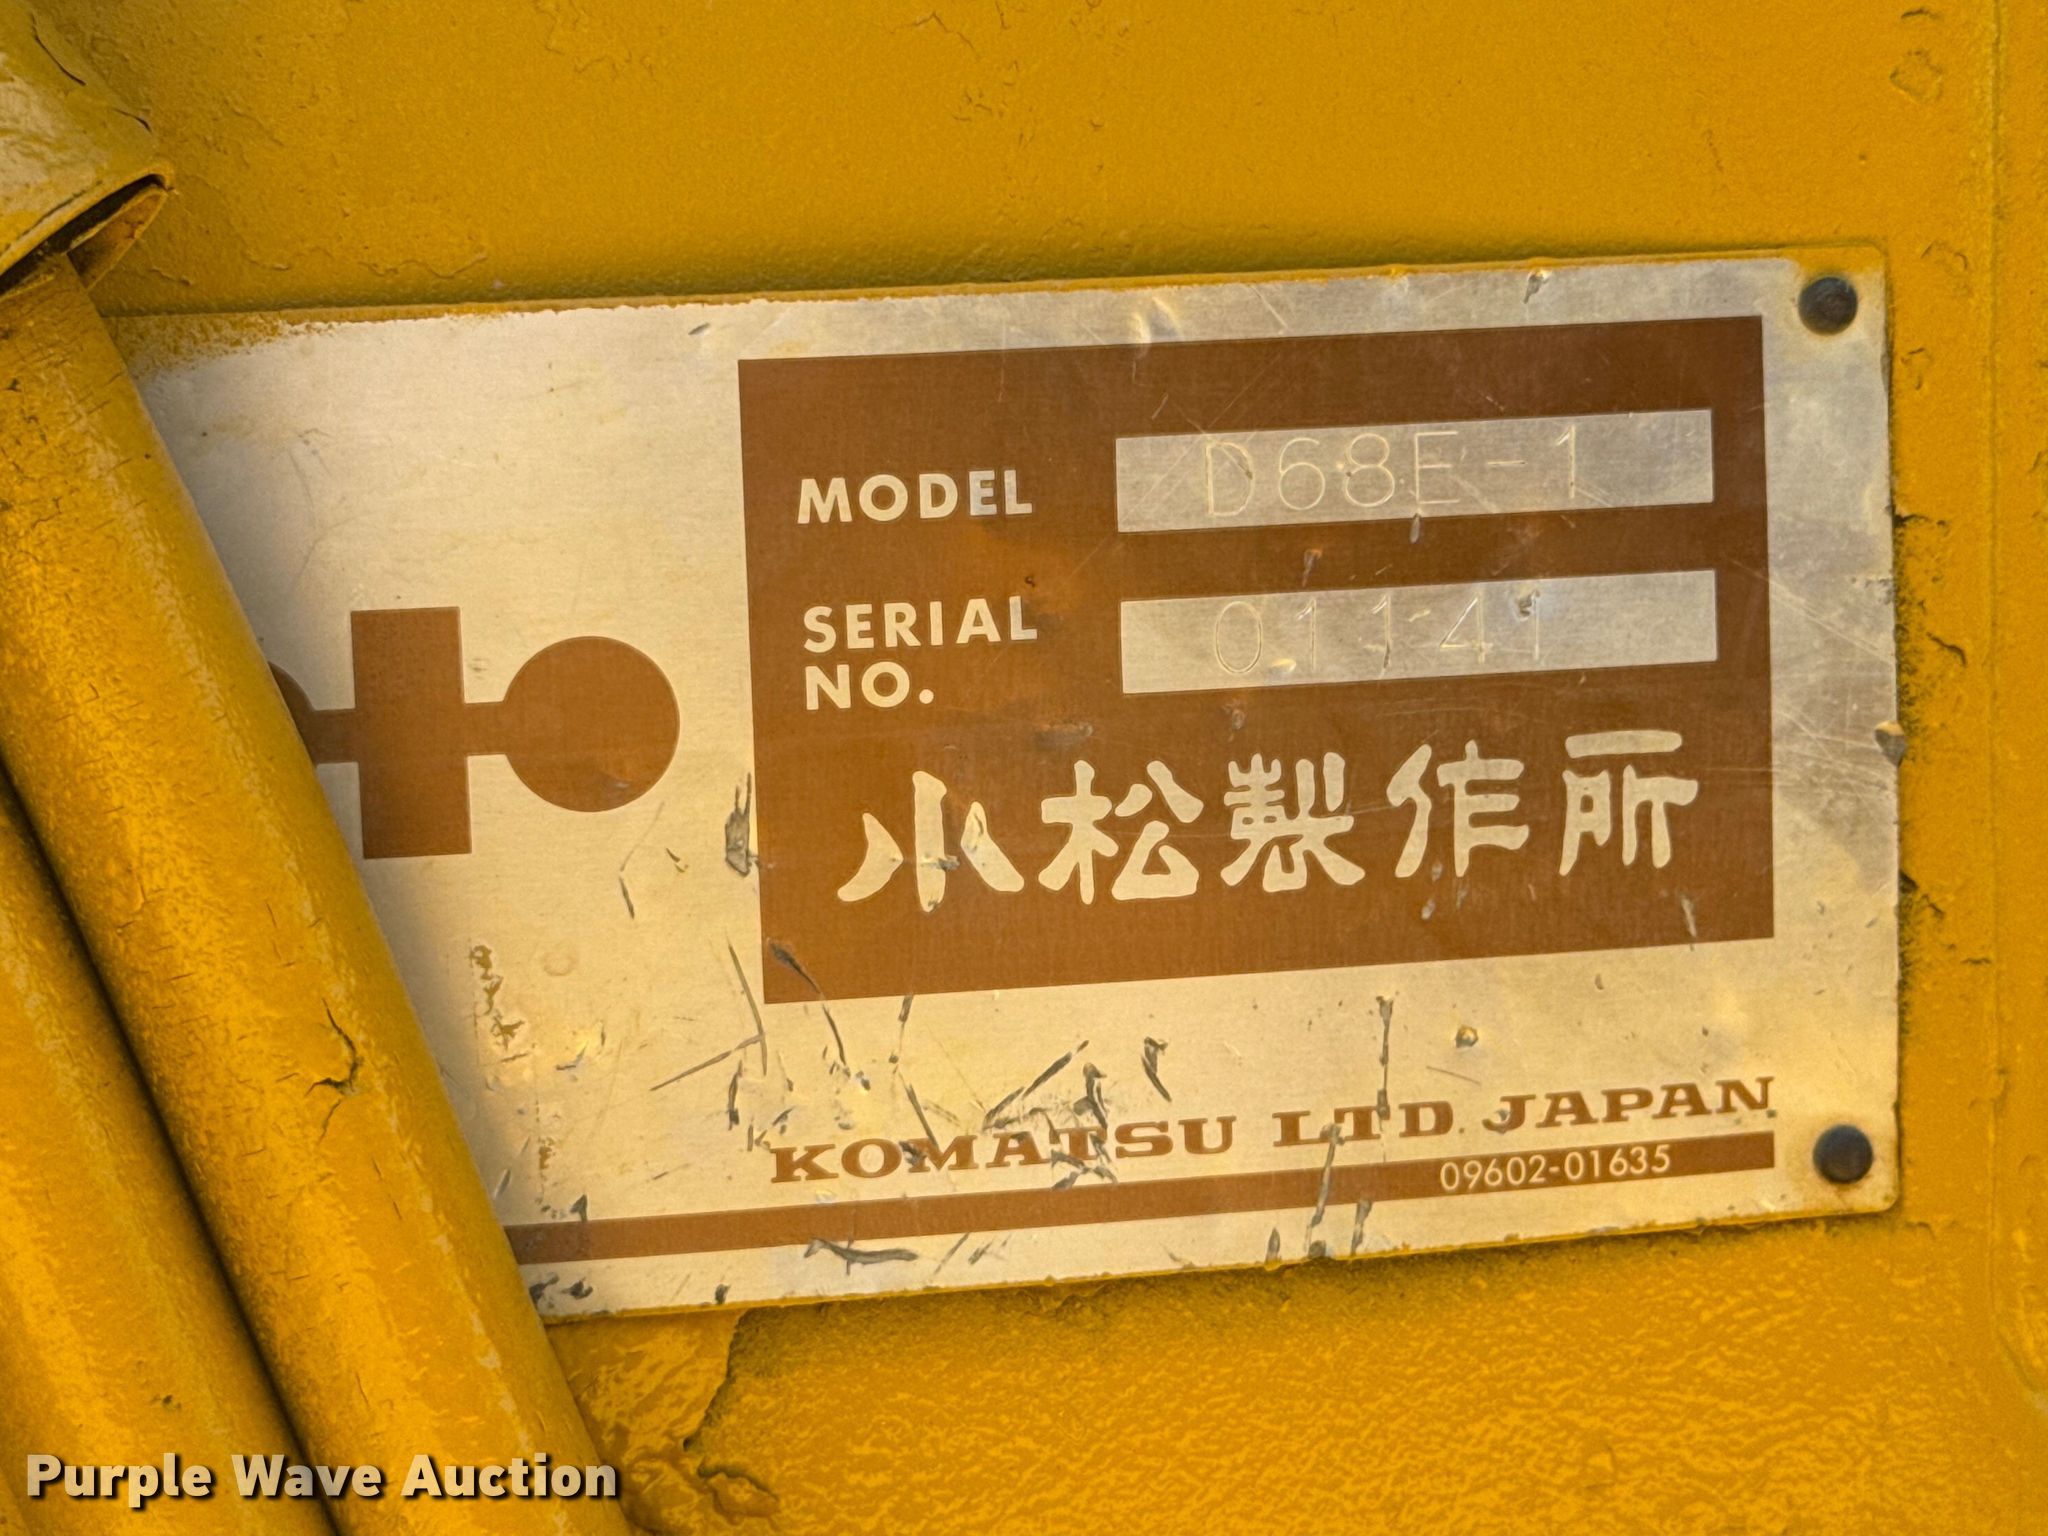 MODEL D68E-1
SERIAL NO. 01141
小松製作所
KOMATSU LTD. JAPAN
09602-01635
Purple Wave Auction